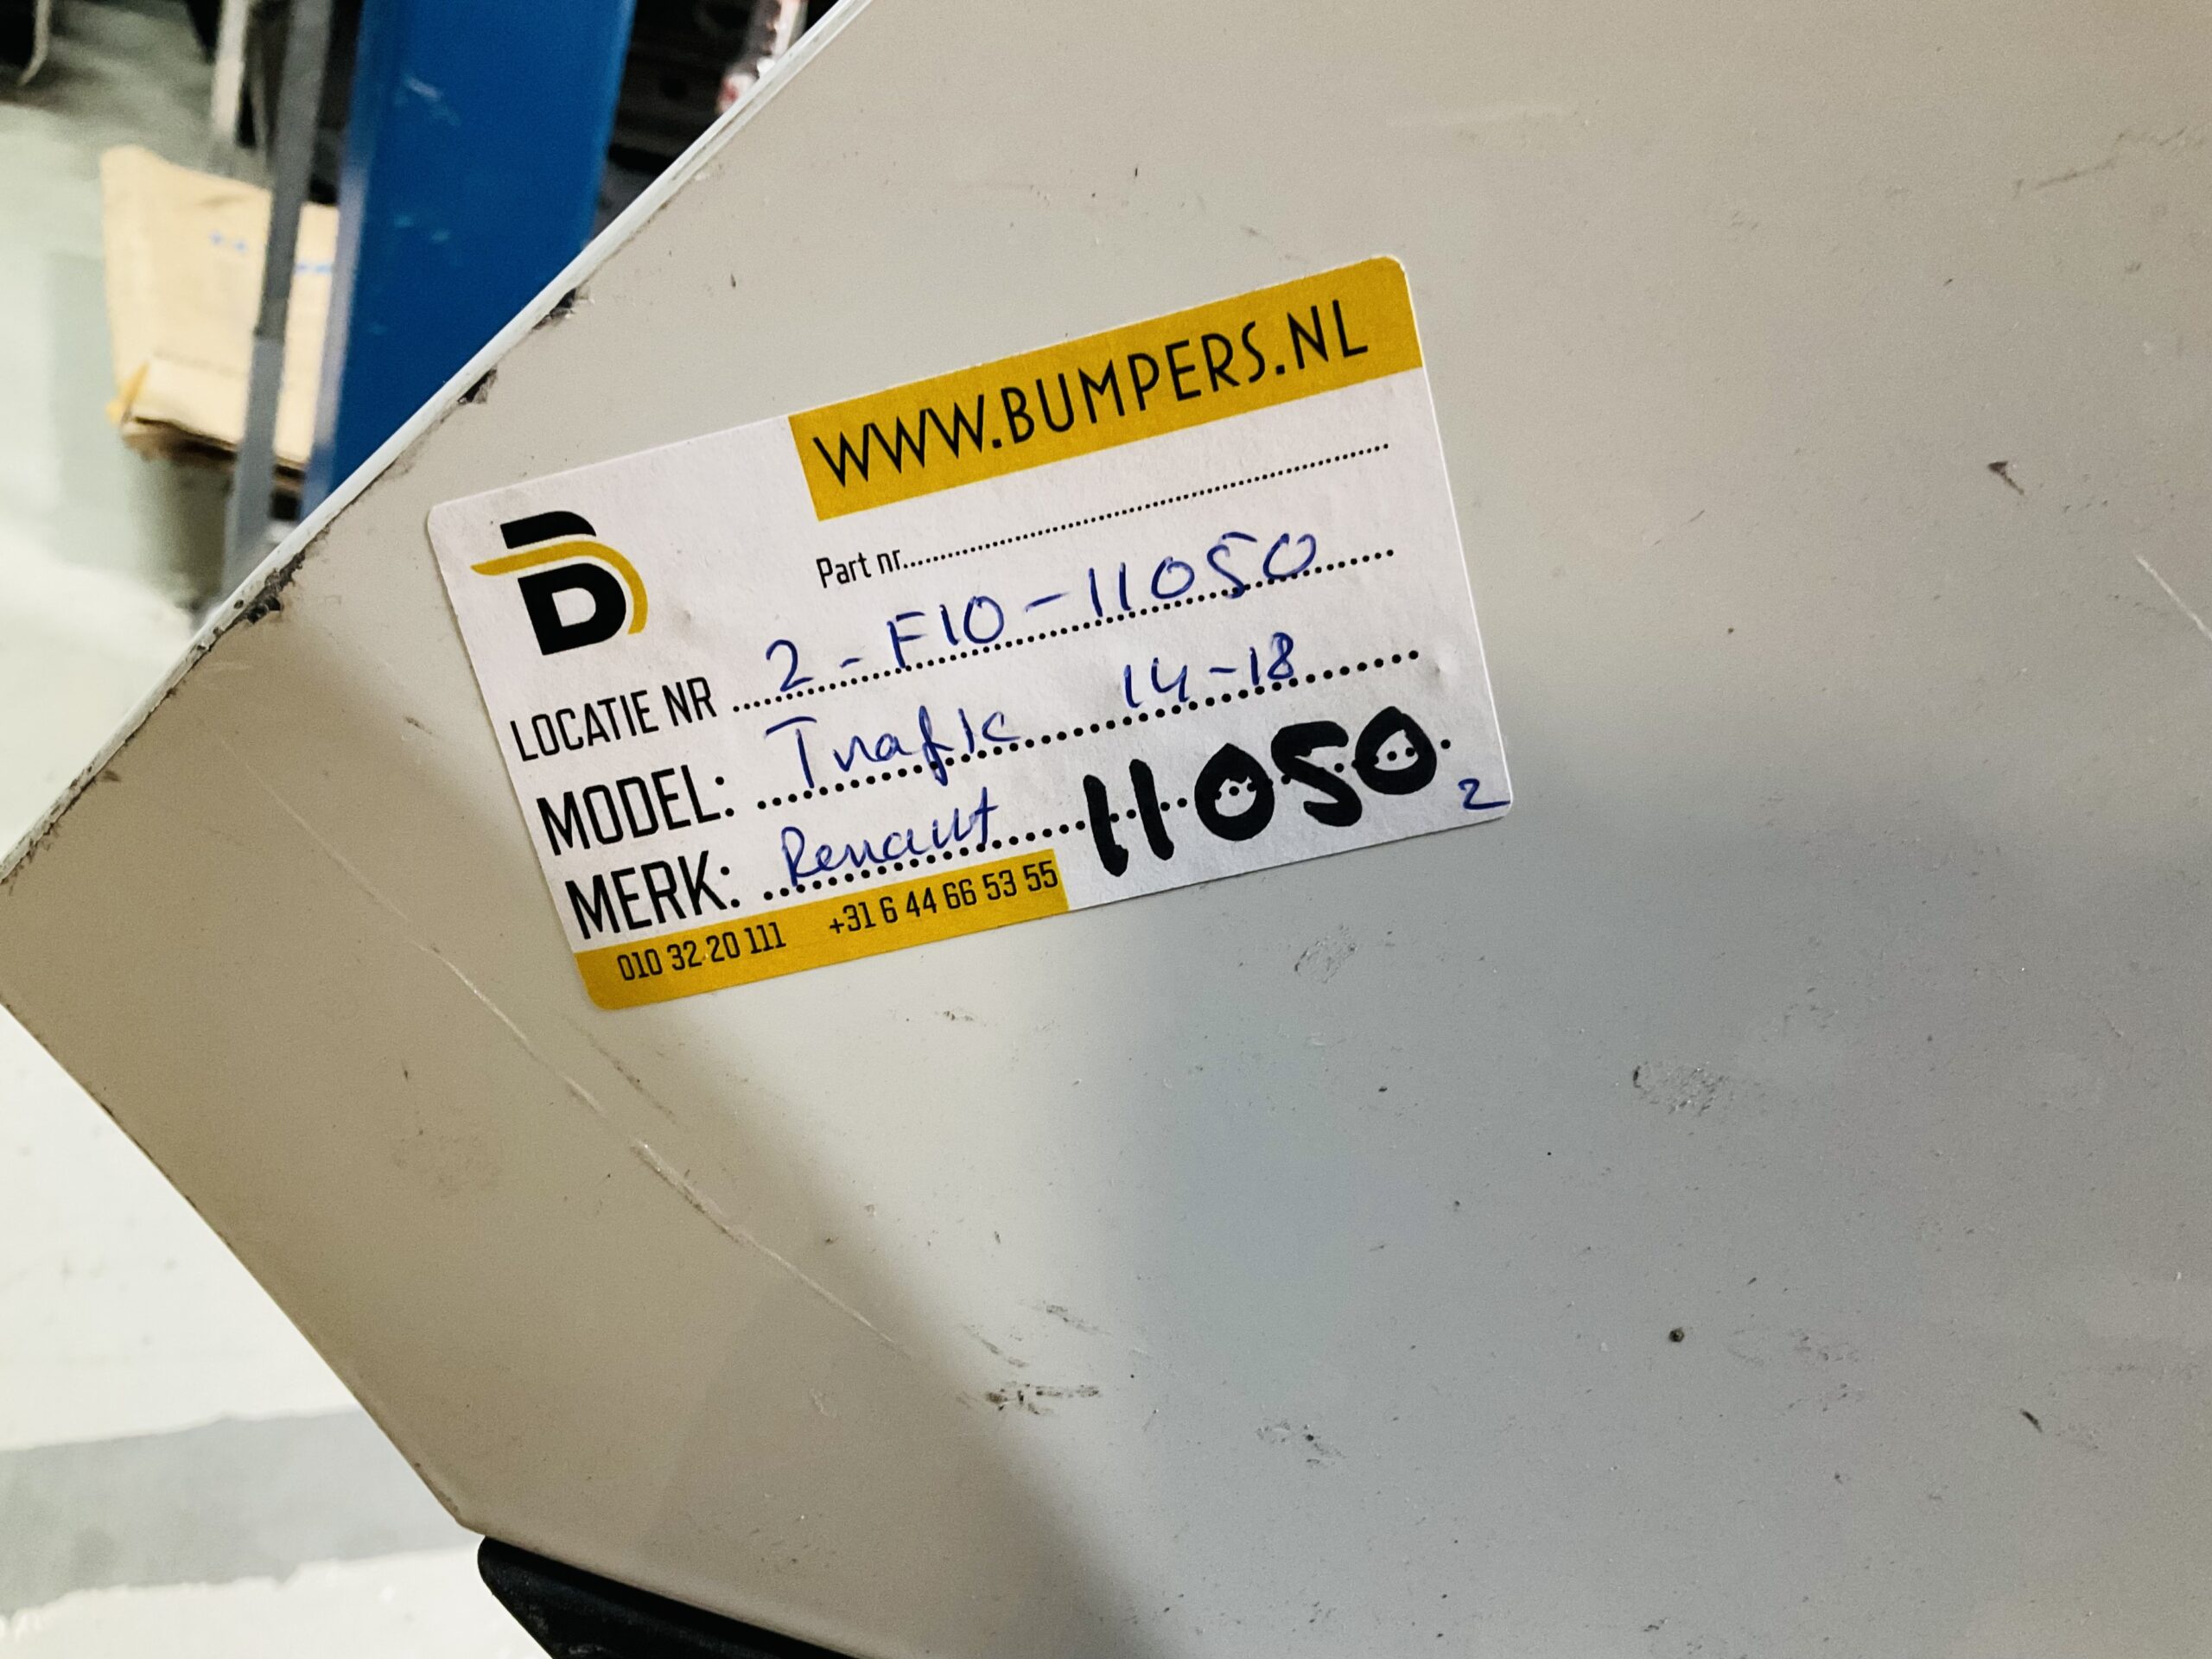 WWW.BUMPERS.NL
Part nr.
LOCATIE NR 2-F10-11050
MODEL: Trafic 14-18
MERK: Renault 11050 2
010 32 20 111 +31 6 44 66 53 55